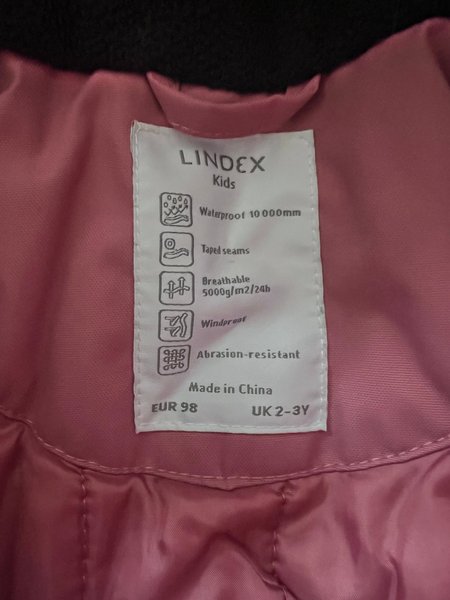 LINDEX
Kids
Waterproof 10 000mm
Taped seams
Breathable
5000g/m2/24h
Windproof
Abrasion-resistant
Made in China
EUR 98 UK 2-3Y